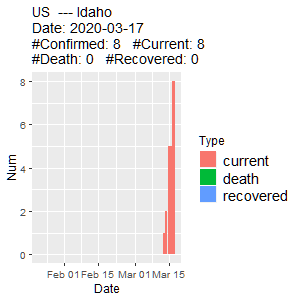 US  --- Idaho
Date: 2020-03-17
#Confirmed: 8   #Current: 8
#Death: 0   #Recovered: 0
Num
8
6
4
2
0
Feb 01 Feb 15 Mar 01 Mar 15
Date
Type
current
death
recovered